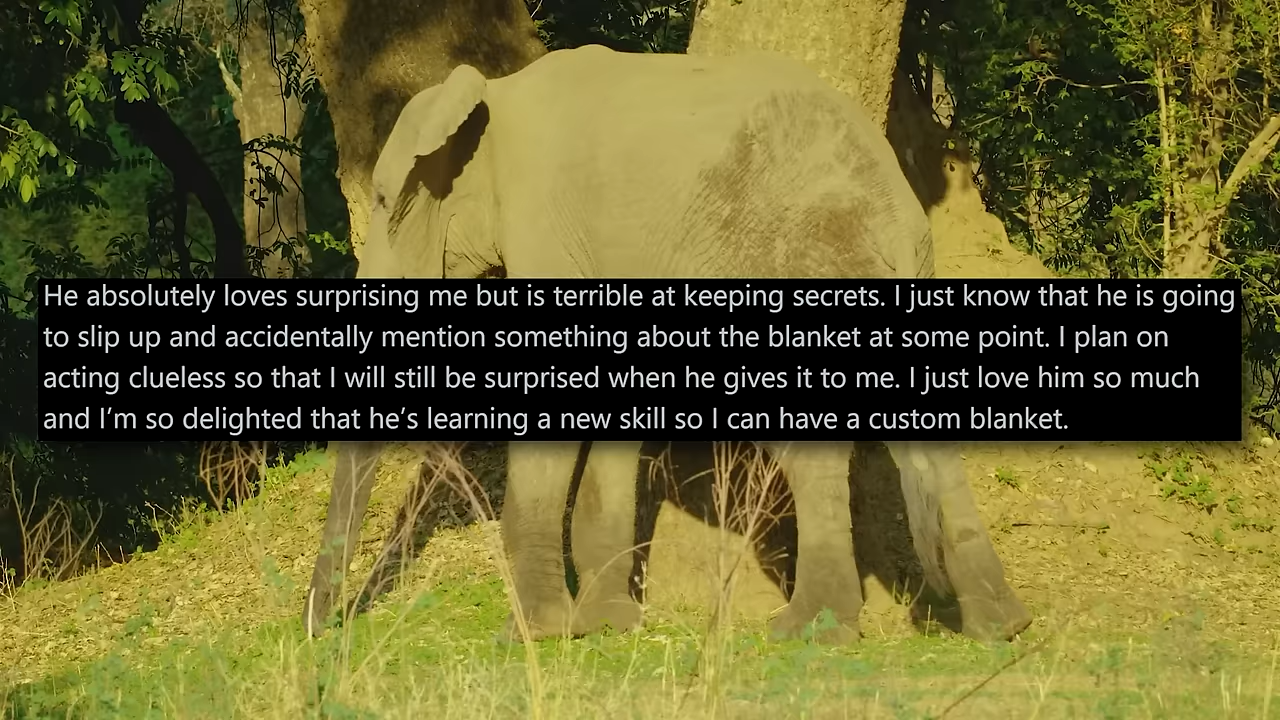 He absolutely loves surprising me but is terrible at keeping secrets. I just know that he is going
to slip up and accidentally mention something about the blanket at some point. I plan on
acting clueless so that I will still be surprised when he gives it to me. I just love him so much
and I’m so delighted that he’s learning a new skill so I can have a custom blanket.